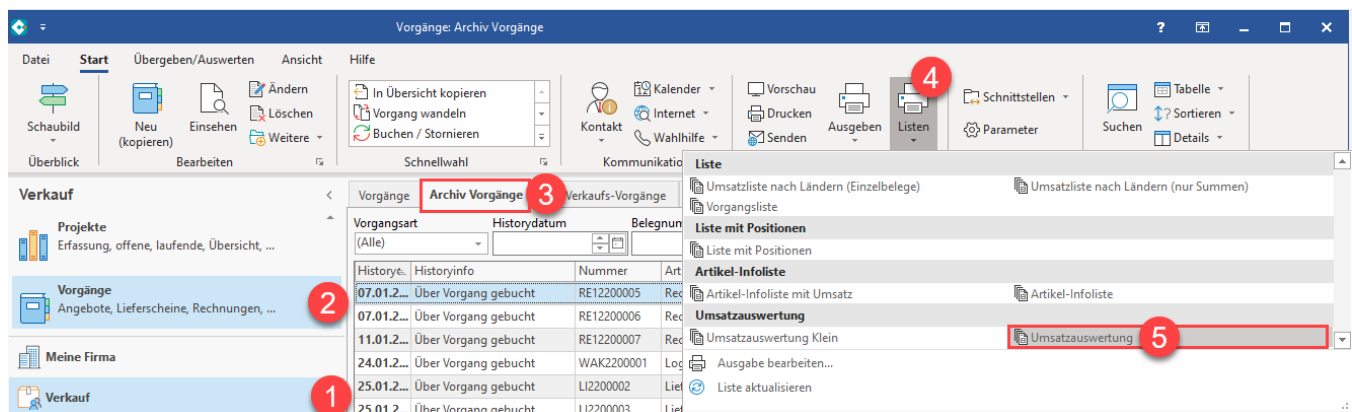 Vorgänge: Archiv Vorgänge
?
Datei Start Übergeben/Auswerten Ansicht Hilfe
4
Schaubild
Überblick
Neu
(kopieren)
Einsehen
Ändern
Löschen
Weitere
Bearbeiten
In Übersicht kopieren
Vorgang wandeln
Buchen / Stornieren
Schnellwahl
Kontakt
Kalender
Internet
Wahlhilfe
Kommunikatio
Vorschau
Drucken
Senden
Ausgeben
Listen
Schnittstellen
Parameter
Suchen
Tabelle
Sortieren
Details
Verkauf
Projekte
Erfassung, offene, laufende, Übersicht, ...
Vorgänge
Angebote, Lieferscheine, Rechnungen, ...
2
Meine Firma
Verkauf
1
Vorgänge Archiv Vorgänge 3 Verkaufs-Vorgänge
Vorgangsart Historydatum Belegnum
(Alle)
Historye Historyinfo Nummer Art
07.01.2... Über Vorgang gebucht RE12200005 Rec
07.01.2... Über Vorgang gebucht RE12200006 Rec
11.01.2... Über Vorgang gebucht RE12200007 Rec
24.01.2... Über Vorgang gebucht WAK2200001 Log
25.01.2... Über Vorgang gebucht LI2200002 Lief
25.01.2... Über Vorgang gebucht LI2200003 Lief
Liste
Umsatzliste nach Ländern (Einzelbelege) Umsatzliste nach Ländern (nur Summen)
Vorgangsliste
Liste mit Positionen
Liste mit Positionen
Artikel-Infoliste
Artikel-Infoliste mit Umsatz Artikel-Infoliste
Umsatzauswertung
Umsatzauswertung Klein Umsatzauswertung 5
Ausgabe bearbeiten...
Liste aktualisieren